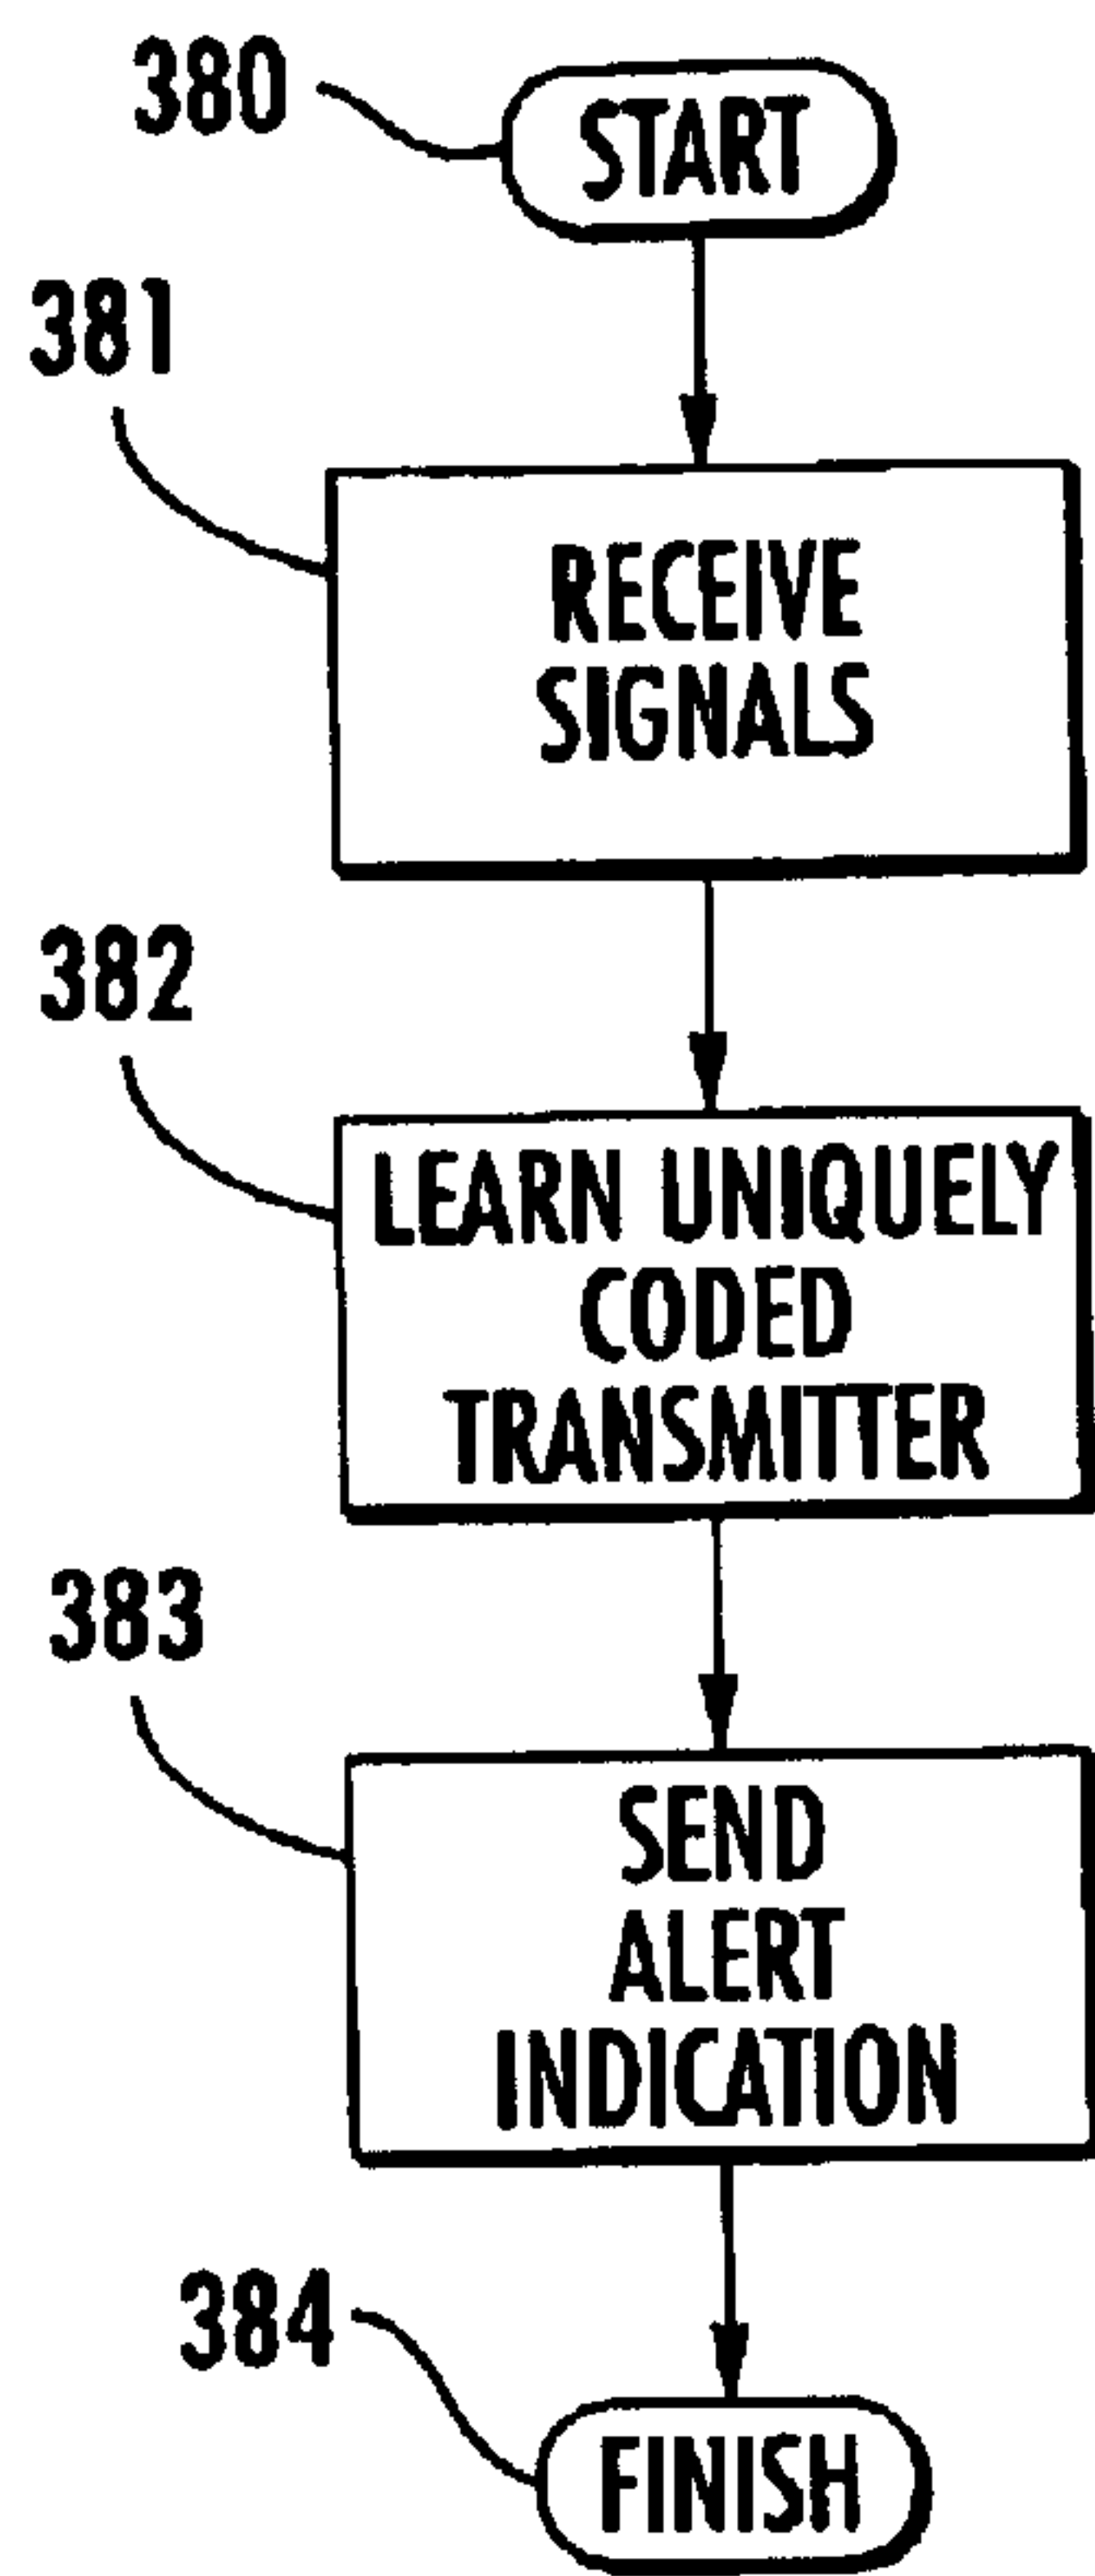 380
START
381
RECEIVE
SIGNALS
382
LEARN UNIQUELY
CODED
TRANSMITTER
383
SEND
ALERT
INDICATION
384
FINISH